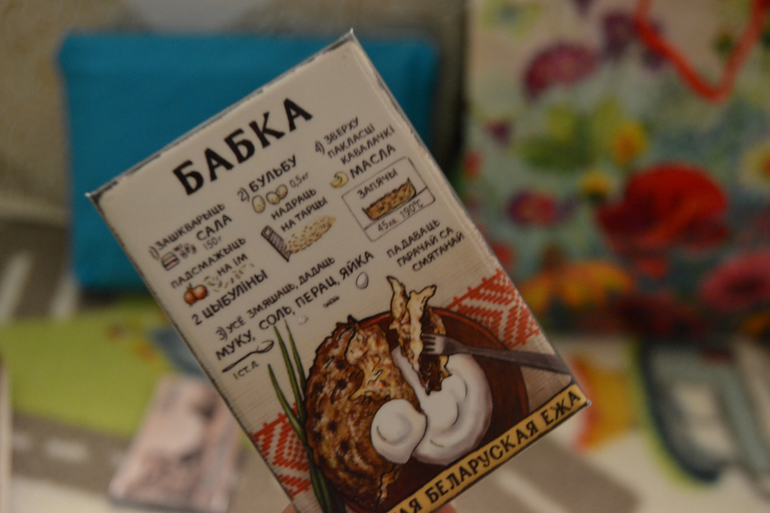 БАБКА
1) ЗАШКВАРЫЦЬ
САЛА
150г
ПАДСМАЖЫЦЬ
НА ІМ
2 ЦЫБУЛІНЫ
2) БУЛЬБУ
0,5кг
НАДРАЦЬ
НА ТАРЦЫ
3) УСЁ ЗМЯШАЦЬ, ДАДАЦЬ
МУКУ, СОЛЬ, ПЕРАЦ, ЯЙКА
1 СТ.Л
4) ЗВЕРХУ
ПАКЛАСЦІ
КАВАЛАЧКІ
МАСЛА
ЗАПЯЧЫ
45хв 190°С
ПАДАВАЦЬ
ГАРАЧАЙ СА
СМЯТАНАЙ
АЯ БЕЛАРУСКАЯ ЕЖА